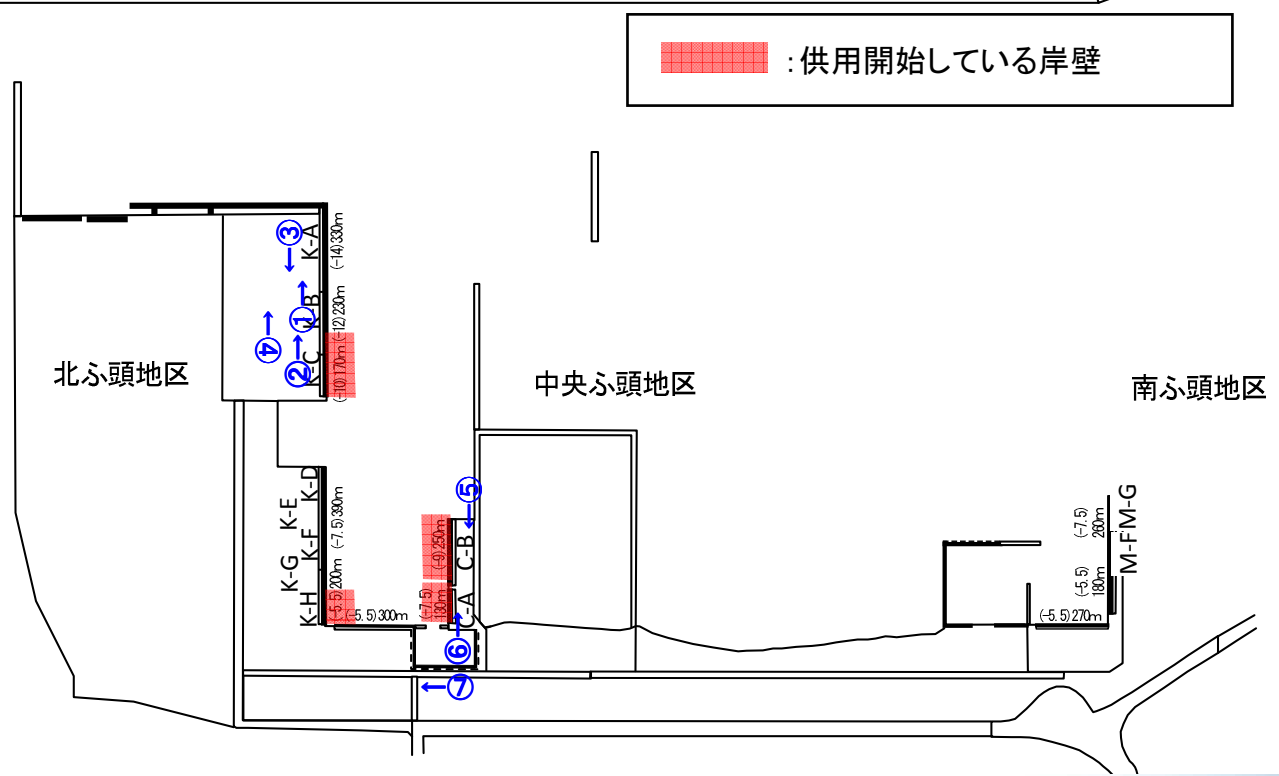 ：供用開始している岸壁
北ふ頭地区
中央ふ頭地区
南ふ頭地区
③
K-A
(-14)330m
①
K-B
(-12)230m
④
②
K-C
(-10)170m
K-D
K-E
(-7.5)390m
K-F
K-G
K-H
(-5.5)200m
(-5.5)300m
⑤
C-B
(-9)250m
C-A
(-7.5)
130m
⑥
⑦
M-G
(-7.5)
260m
M-F
(-5.5)
180m
(-5.5)270m